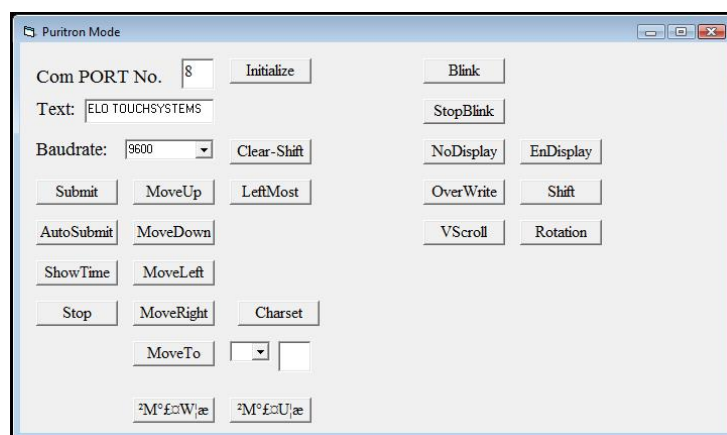 Puritron Mode
Com PORT No. 8 Initialize Blink
Text: ELO TOUCHSYSTEMS StopBlink
Baudrate: 9600 Clear-Shift NoDisplay EnDisplay
Submit MoveUp LeftMost OverWrite Shift
AutoSubmit MoveDown VScroll Rotation
ShowTime MoveLeft
Stop MoveRight Charset
MoveTo
²M°£¤W¦æ ²M°£¤U¦æ